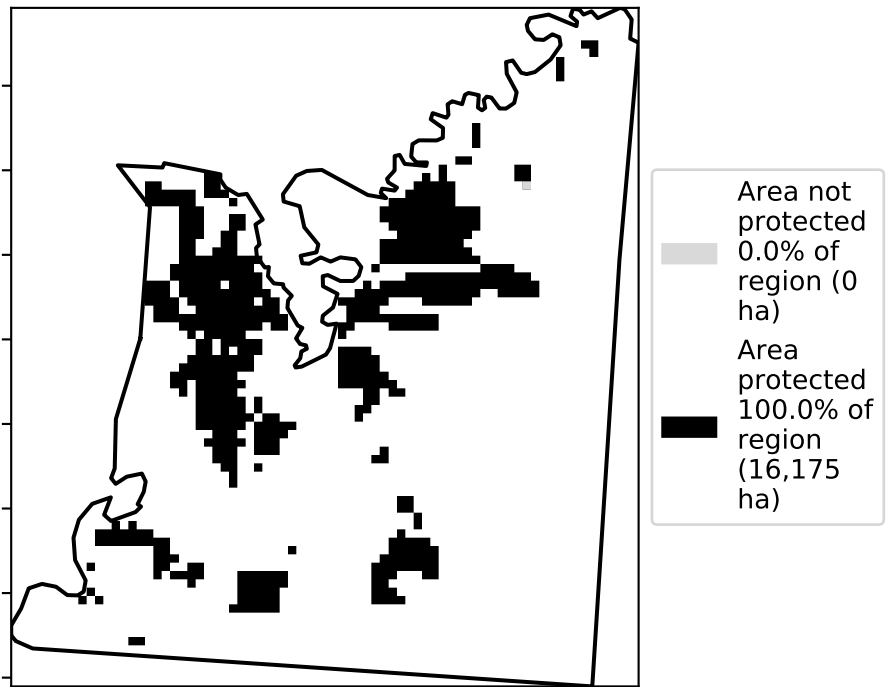 Area not
protected
0.0% of
region (0
ha)
Area
protected
100.0% of
region
(16,175
ha)